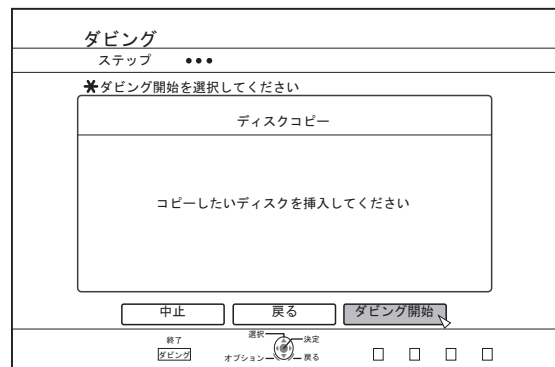 ダビング
ステップ •••
✱ダビング開始を選択してください
ディスクコピー
コピーしたいディスクを挿入してください
中止 戻る ダビング開始
終了 選択 決定
ダビング オプション 戻る